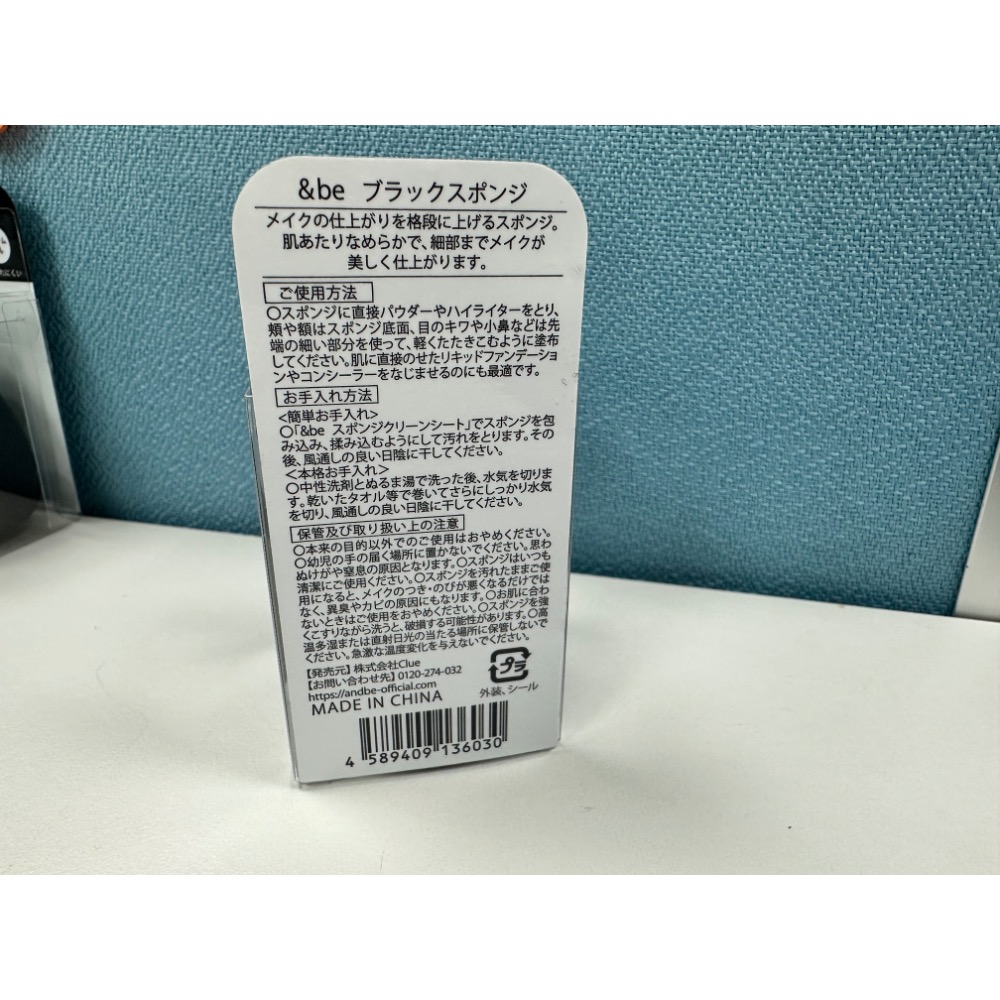 &be ブラックスポンジ
メイクの仕上がりを格段に上げるスポンジ。
肌あたりなめらかで、細部までメイクが
美しく仕上がります。
ご使用方法
〇スポンジに直接パウダーやハイライターをとり、
頬や額はスポンジ底面、目のキワや小鼻などは先
端の細い部分を使って、軽くたたきこむように塗布
してください。肌に直接のせたリキッドファンデーショ
ンやコンシーラーをなじませるのにも最適です。
お手入れ方法
<簡単お手入れ>
〇「&be スポンジクリーンシート」でスポンジを包
み込み、揉み込むようにして汚れをとります。その
後、風通しの良い日陰に干してください。
<本格お手入れ>
〇中性洗剤とぬるま湯で洗った後、水気を切りま
す。乾いたタオル等で巻いてさらにしっかり水気
を切り、風通しの良い日陰に干してください。
保管及び取り扱い上の注意
〇本来の目的以外でのご使用はおやめください。
〇幼児の手の届く場所に置かないでください。思わ
ぬけがや窒息の原因となります。〇スポンジはいつも
清潔にご使用ください。〇スポンジを汚れたままご使
用になると、メイクのつき・のびが悪くなるだけでは
なく、異臭やカビの原因にもなります。〇お肌に合わ
ないときはご使用をおやめください。〇スポンジを強
くこすりながら洗うと、破損する可能性があります。〇高
温多湿または直射日光の当たる場所に保管しないで
ください。急激な温度変化を与えないでください。
【発売元】株式会社Clue
【お問い合わせ先】0120-274-032
https://andbe-official.com
MADE IN CHINA
プラ
外装、シール
4 589409 136030